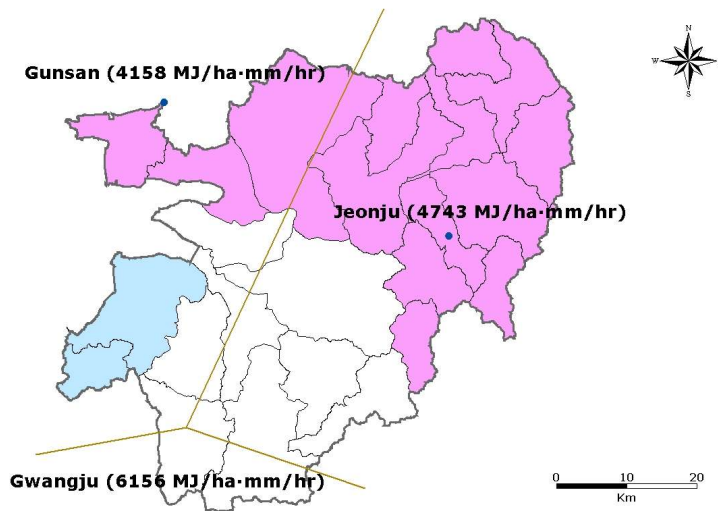 N
W E
S
Gunsan (4158 MJ/ha·mm/hr)
Jeonju (4743 MJ/ha·mm/hr)
Gwangju (6156 MJ/ha·mm/hr)
0 10 20
Km